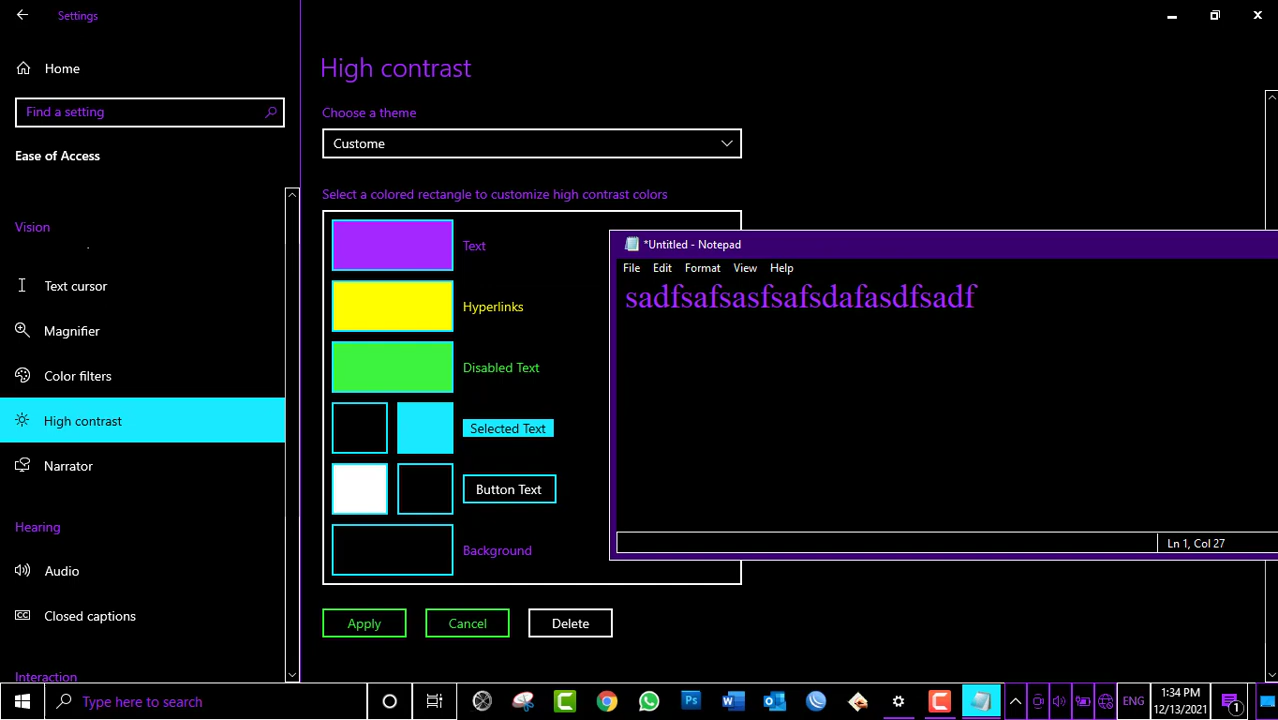 Settings
Home
Find a setting
Ease of Access
Vision
Text cursor
Magnifier
Color filters
High contrast
Narrator
Hearing
Audio
Closed captions
Interaction
High contrast
Choose a theme
Custome
Select a colored rectangle to customize high contrast colors
Text
Hyperlinks
Disabled Text
Selected Text
Button Text
Background
Apply
Cancel
Delete
*Untitled - Notepad
File Edit Format View Help
sadfsafsasfsafsdafasdfsadf
Ln 1, Col 27
Type here to search
ENG
1:34 PM
12/13/2021
1